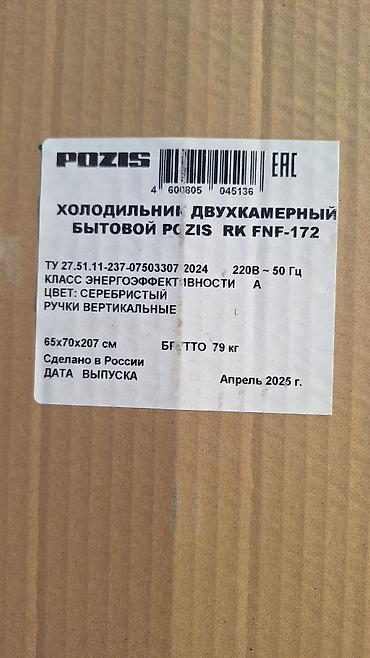 POZIS
EAC
4 600805 045136
ХОЛОДИЛЬНИК ДВУХКАМЕРНЫЙ
БЫТОВОЙ POZIS RK FNF-172
ТУ 27.51.11-237-07503307 2024 220В ~ 50 Гц
КЛАСС ЭНЕРГОЭФФЕКТИВНОСТИ А
ЦВЕТ: СЕРЕБРИСТЫЙ
РУЧКИ ВЕРТИКАЛЬНЫЕ
65х70х207 см БРУТТО 79 кг
Сделано в России
ДАТА ВЫПУСКА Апрель 2025 г.